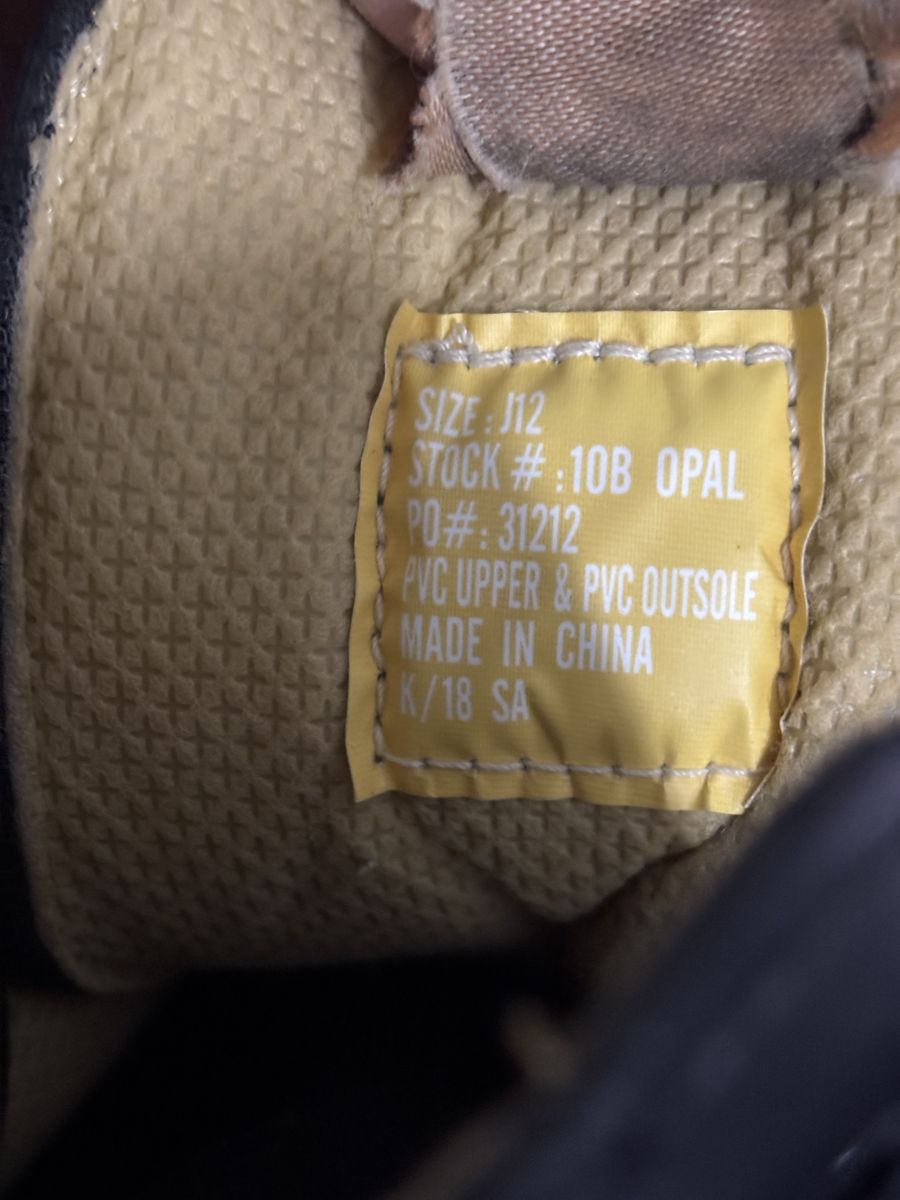 SIZE: J12
STOCK # :10B OPAL
PO#: 31212
PVC UPPER & PVC OUTSOLE
MADE IN CHINA
K/18 SA